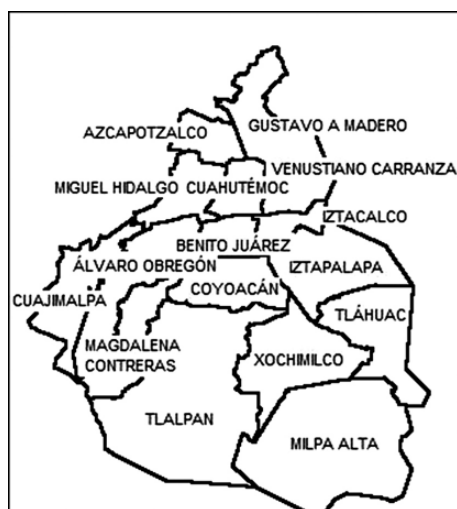 GUSTAVO A MADERO
AZCAPOTZALCO
VENUSTIANO CARRANZA
MIGUEL HIDALGO
CUAHUTÉMOC
IZTACALCO
BENITO JUÁREZ
ÁLVARO OBREGÓN
IZTAPALAPA
COYOACÁN
CUAJIMALPA
TLÁHUAC
MAGDALENA
CONTRERAS
XOCHIMILCO
TLALPAN
MILPA ALTA